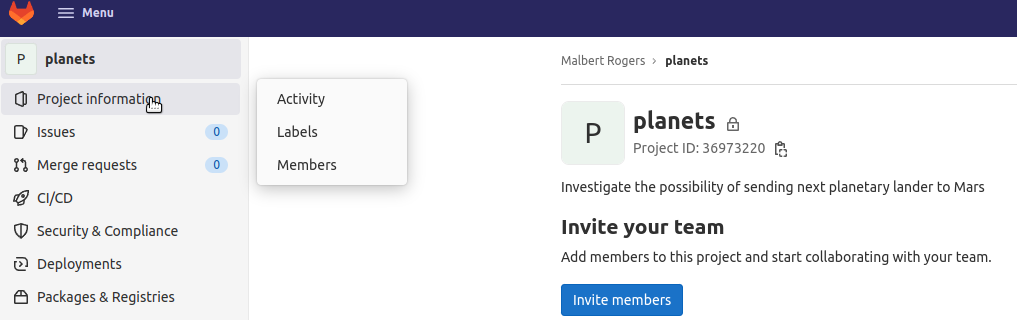 Menu
P planets
Project information
Issues 0
Merge requests 0
CI/CD
Security & Compliance
Deployments
Packages & Registries
Activity
Labels
Members
Malbert Rogers › planets
P
planets
Project ID: 36973220
Investigate the possibility of sending next planetary lander to Mars
Invite your team
Add members to this project and start collaborating with your team.
Invite members